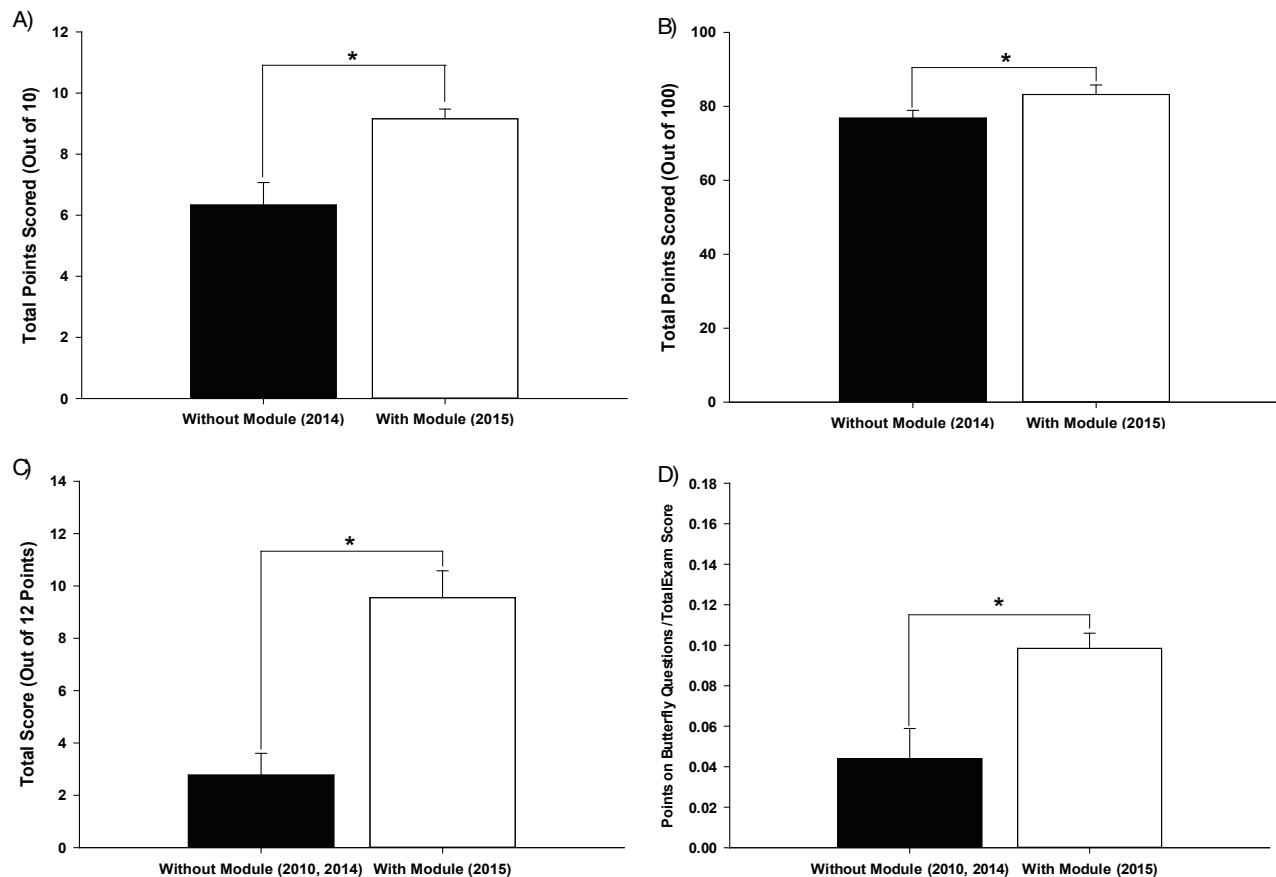 A)
Total Points Scored (Out of 10)
12
10
8
6
4
2
0
*
Without Module (2014)
With Module (2015)
B)
Total Points Scored (Out of 100)
100
80
60
40
20
0
*
Without Module (2014)
With Module (2015)
C)
Total Score (Out of 12 Points)
14
12
10
8
6
4
2
0
*
Without Module (2010, 2014)
With Module (2015)
D)
Points on Butterfly Questions/TotalExam Score
0.18
0.16
0.14
0.12
0.10
0.08
0.06
0.04
0.02
0.00
*
Without Module (2010, 2014)
With Module (2015)